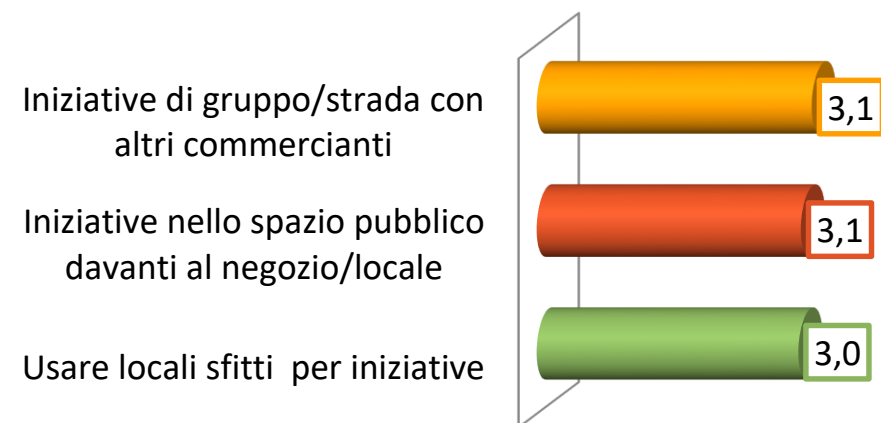 Iniziative di gruppo/strada con
altri commercianti
3,1
Iniziative nello spazio pubblico
davanti al negozio/locale
3,1
Usare locali sfitti  per iniziative
3,0